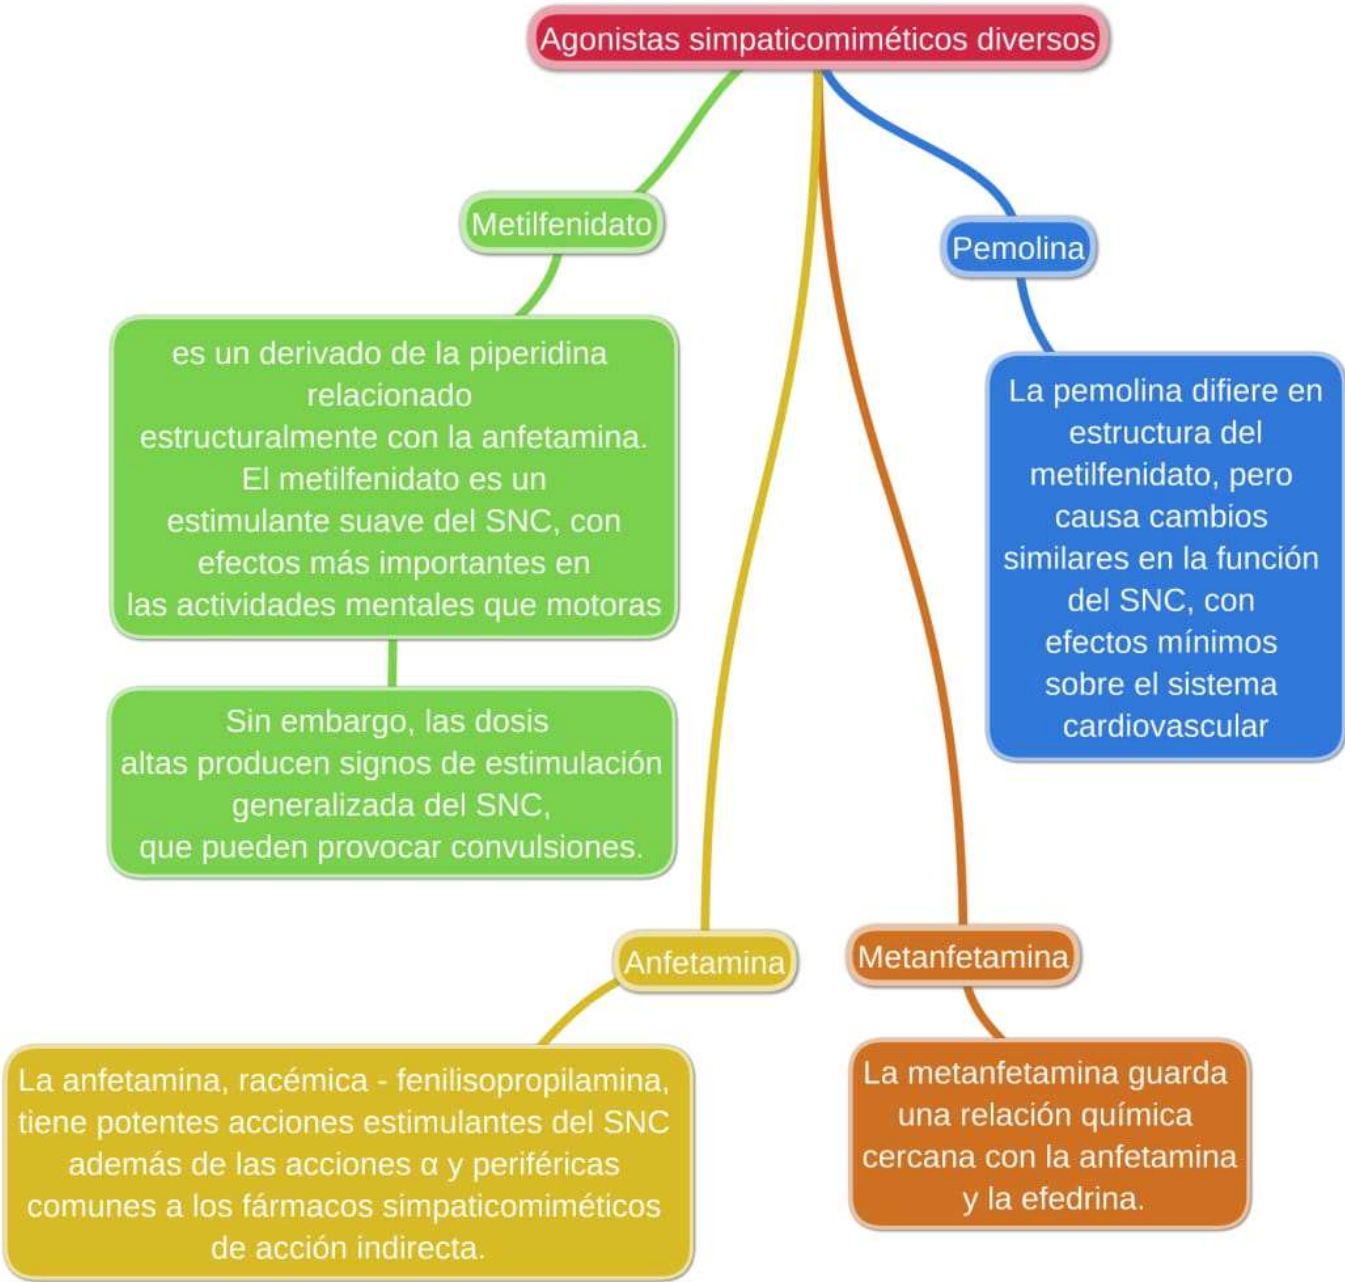 Agonistas simpaticomiméticos diversos
Metilfenidato
es un derivado de la piperidina
relacionado
estructuralmente con la anfetamina.
El metilfenidato es un
estimulante suave del SNC, con
efectos más importantes en
las actividades mentales que motoras
Sin embargo, las dosis
altas producen signos de estimulación
generalizada del SNC,
que pueden provocar convulsiones.
Pemolina
La pemolina difiere en
estructura del
metilfenidato, pero
causa cambios
similares en la función
del SNC, con
efectos mínimos
sobre el sistema
cardiovascular
Anfetamina
La anfetamina, racémica - fenilisopropilamina,
tiene potentes acciones estimulantes del SNC
además de las acciones α y periféricas
comunes a los fármacos simpaticomiméticos
de acción indirecta.
Metanfetamina
La metanfetamina guarda
una relación química
cercana con la anfetamina
y la efedrina.